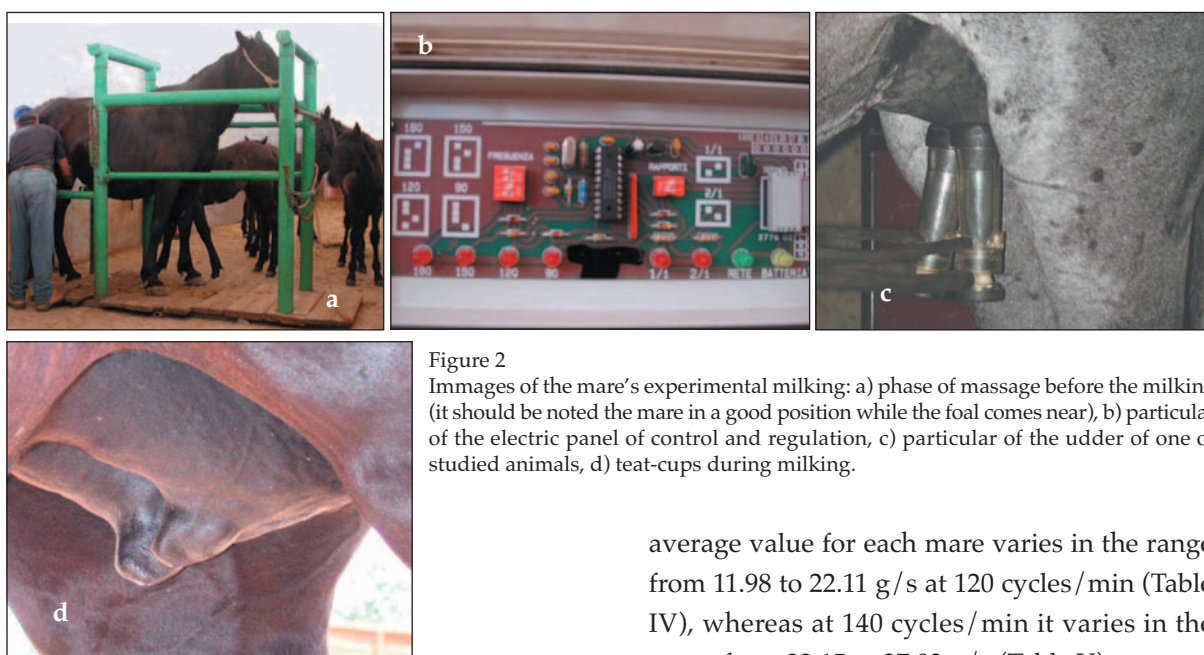 a
b
180 150
FREQUENZA
RAPPORTI
1/1
120 90
2/1
180 150 120 90 1/1 2/1 RETE BATTERIA
c
d
Figure 2
Immages of the mare's experimental milking: a) phase of massage before the milkin
(it should be noted the mare in a good position while the foal comes near), b) particula
of the electric panel of control and regulation, c) particular of the udder of one o
studied animals, d) teat-cups during milking.
average value for each mare varies in the range
from 11.98 to 22.11 g/s at 120 cycles/min (Table
IV), whereas at 140 cycles/min it varies in the